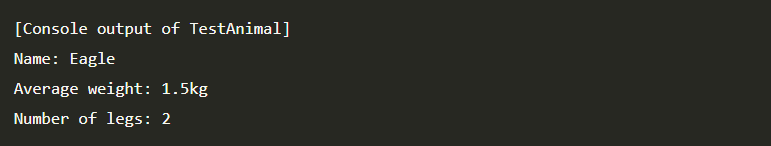 [Console output of TestAnimal]
Name: Eagle
Average weight: 1.5kg
Number of legs: 2